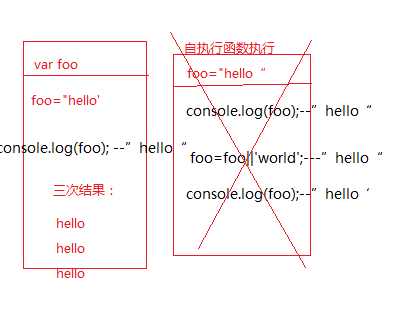 var foo
foo="hello'
console.log(foo); --”hello“
三次结果：
hello
hello
hello
自执行函数执行
foo="hello“
console.log(foo);--”hello“
foo=foo||'world';---”hello“
console.log(foo);--”hello‘